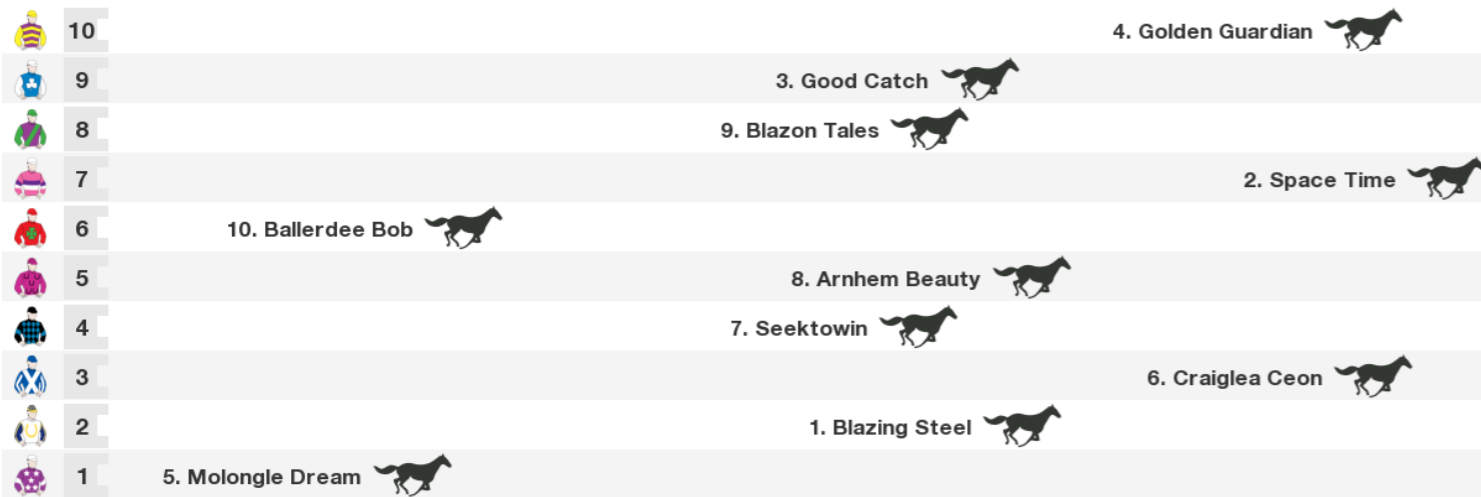 10 4. Golden Guardian
9 3. Good Catch
8 9. Blazon Tales
7 2. Space Time
6 10. Ballerdee Bob
5 8. Arnhem Beauty
4 7. Seektowin
3 6. Craiglea Ceon
2 1. Blazing Steel
1 5. Molongle Dream